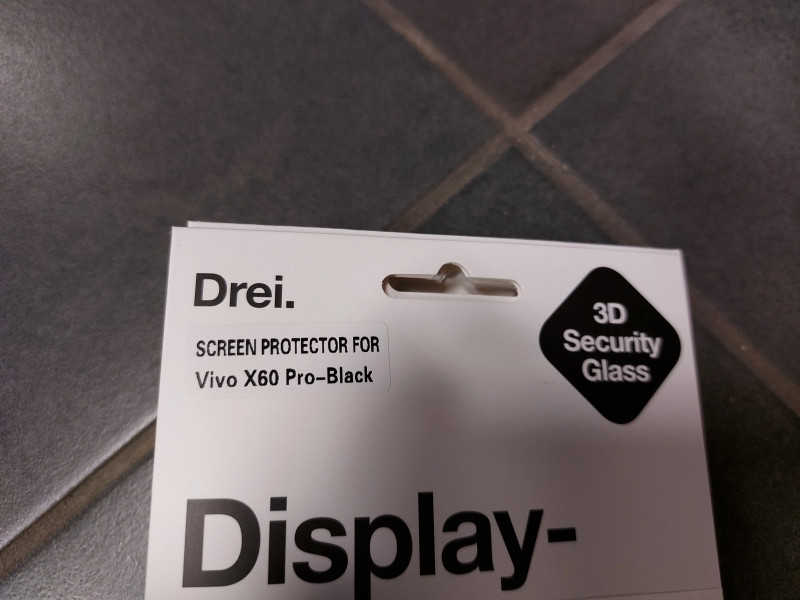 Drei.
SCREEN PROTECTOR FOR
Vivo X60 Pro-Black
3D
Security
Glass
Display-